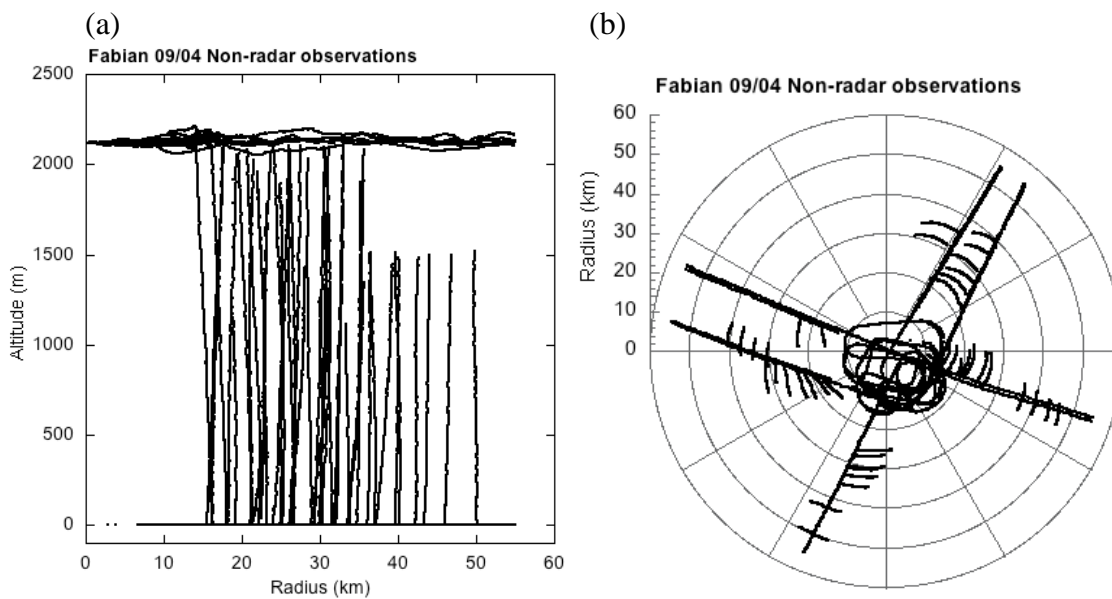 (a)
Fabian 09/04 Non-radar observations
2500
2000
1500
1000
500
0
Altitude (m)
0 10 20 30 40 50 60
Radius (km)
(b)
Fabian 09/04 Non-radar observations
60
50
40
30
20
10
0
Radius (km)